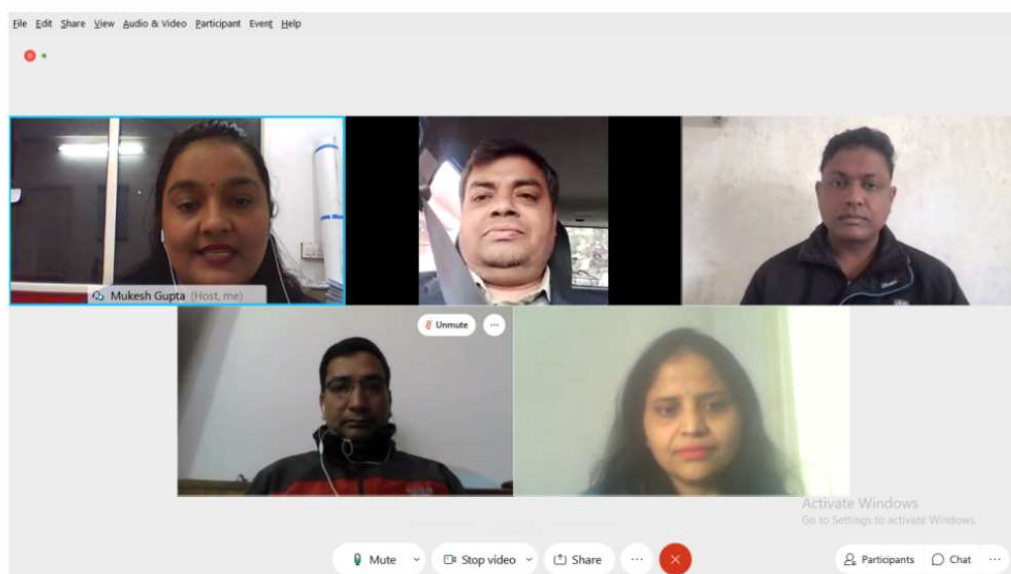 File Edit Share View Audio & Video Participant Event Help
Mukesh Gupta (Host, me)
Unmute
Activate Windows
Go to Settings to activate Windows.
Mute
Stop video
Share
Participants
Chat